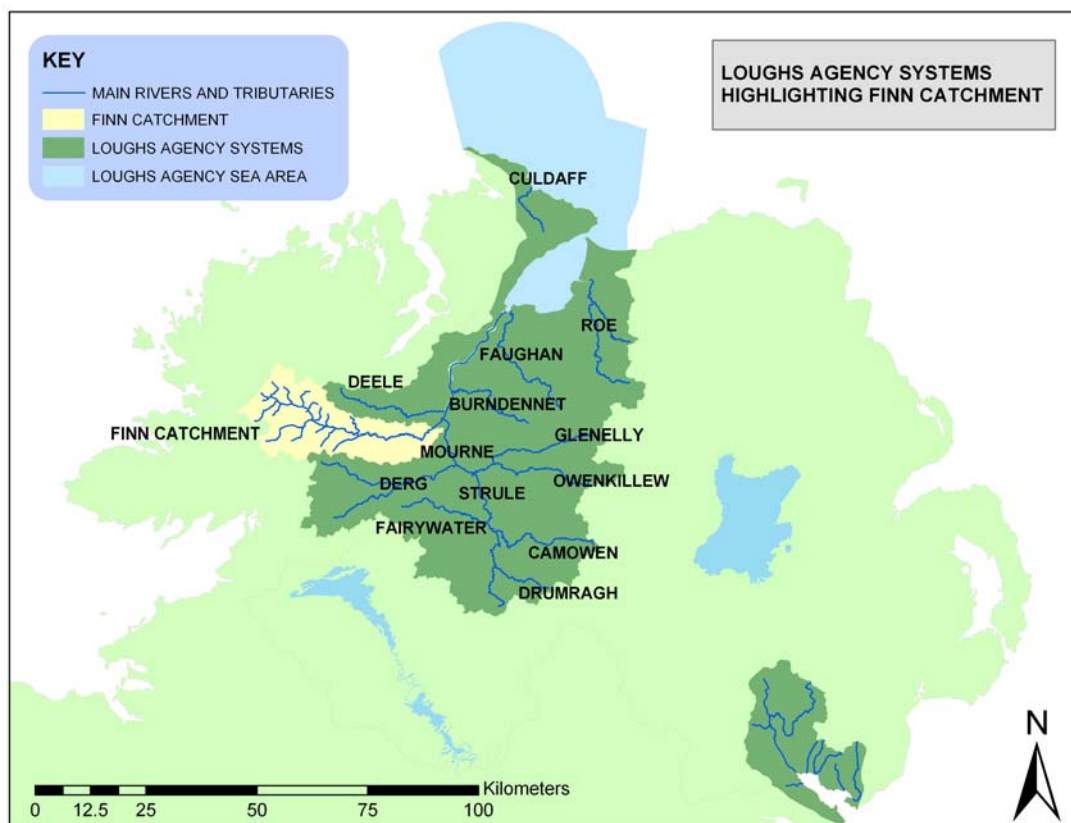 KEY
MAIN RIVERS AND TRIBUTARIES
FINN CATCHMENT
LOUGHS AGENCY SYSTEMS
LOUGHS AGENCY SEA AREA
LOUGHS AGENCY SYSTEMS
HIGHLIGHTING FINN CATCHMENT
CULDAFF
ROE
FAUGHAN
DEELE
BURNDENNET
FINN CATCHMENT
GLENELLY
MOURNE
DERG
OWENKILLEW
STRULE
FAIRYWATER
CAMOWEN
DRUMRAGH
N
Kilometers
0 12.5 25 50 75 100